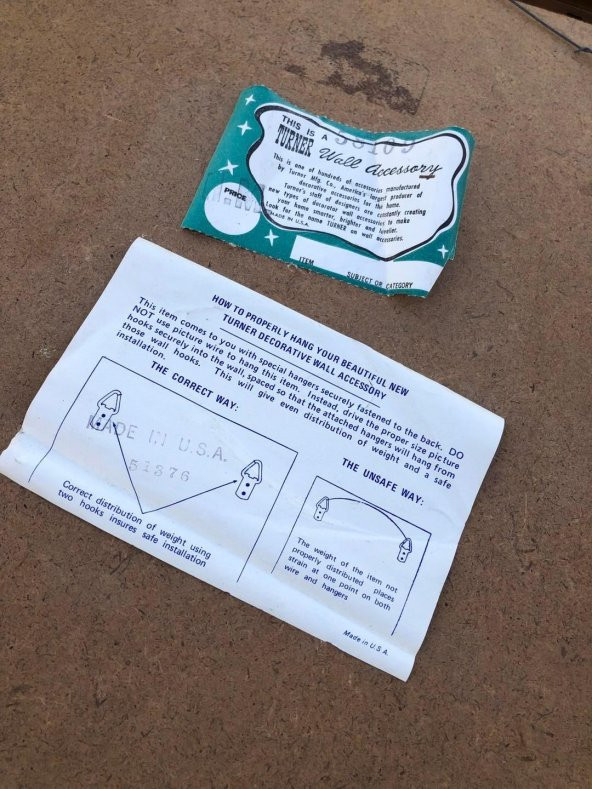 THIS IS A
TURNER Wall Accessory
This is one of hundreds of accessories manufactured
by Turner Mfg. Co., America's largest producer of
decorative accessories for the home.
Turner's staff of designers are constantly creating
new types of decorator wall accessories to make
your home smarter, brighter and lovelier.
Look for the name TURNER on wall accessories.
MADE IN U.S.A.
PRICE
ITEM
SUBJECT OR CATEGORY
HOW TO PROPERLY HANG YOUR BEAUTIFUL NEW
TURNER DECORATIVE WALL ACCESSORY
This item comes to you with special hangers securely fastened to the back. DO
NOT use picture wire to hang this item. Instead, drive the proper size picture
hooks securely into the wall, spaced so that the attached hangers will hang from
those wall hooks. This will give even distribution of weight and a safe
installation.
THE CORRECT WAY:
MADE IN U.S.A.
51376
Correct distribution of weight using
two hooks insures safe installation
THE UNSAFE WAY:
The weight of the item not
properly distributed places
strain at one point on both
wire and hangers
Made in U.S.A.